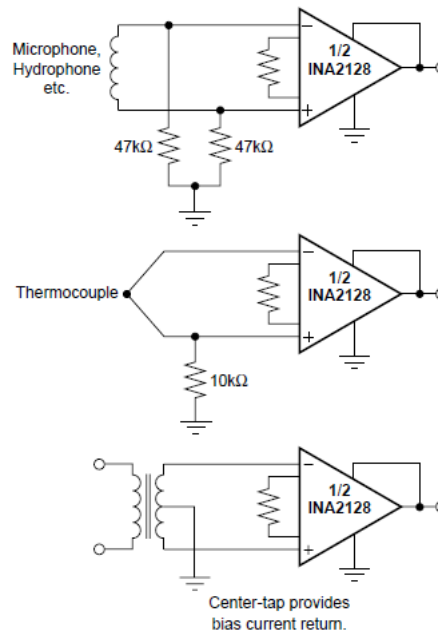 Microphone,
Hydrophone
etc.
−
1/2
INA2128
+
47kΩ
47kΩ
−
Thermocouple
1/2
INA2128
+
10kΩ
−
1/2
INA2128
+
Center-tap provides
bias current return.